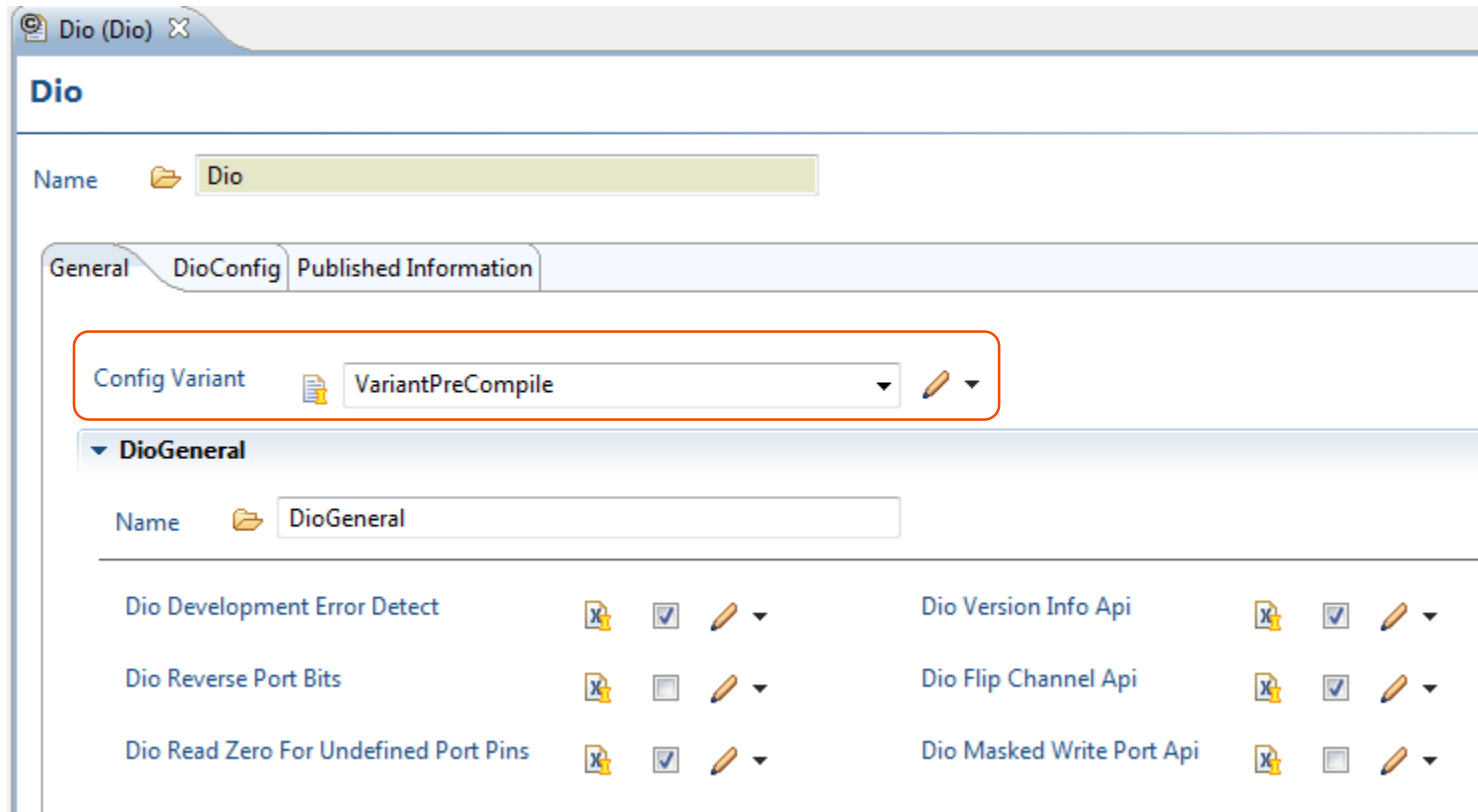 Dio (Dio)
Dio
Name Dio
General DioConfig Published Information
Config Variant VariantPreCompile
DioGeneral
Name DioGeneral
Dio Development Error Detect Dio Version Info Api
Dio Reverse Port Bits Dio Flip Channel Api
Dio Read Zero For Undefined Port Pins Dio Masked Write Port Api